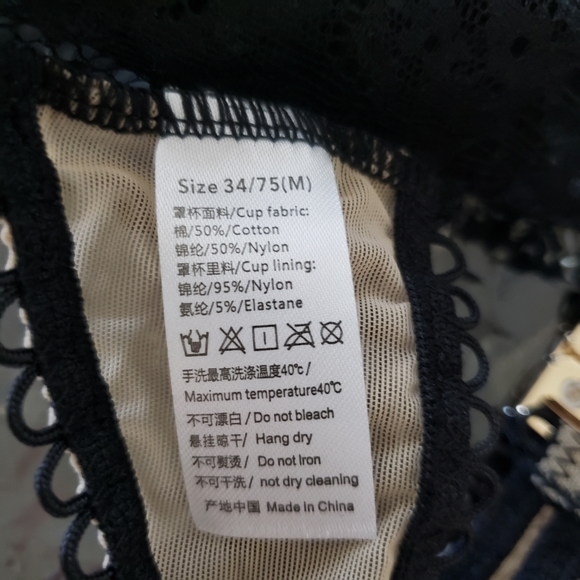 Size 34/75(M)
罩杯面料/Cup fabric:
棉/50%/Cotton
锦纶/50%/Nylon
罩杯里料/Cup lining:
锦纶/95%/Nylon
氨纶/5%/Elastane
手洗最高洗涤温度40℃/
Maximum temperature40℃
不可漂白/ Do not bleach
悬挂晾干/ Hang dry
不可熨烫/ Do not Iron
不可干洗/ not dry cleaning
产地中国 Made in China